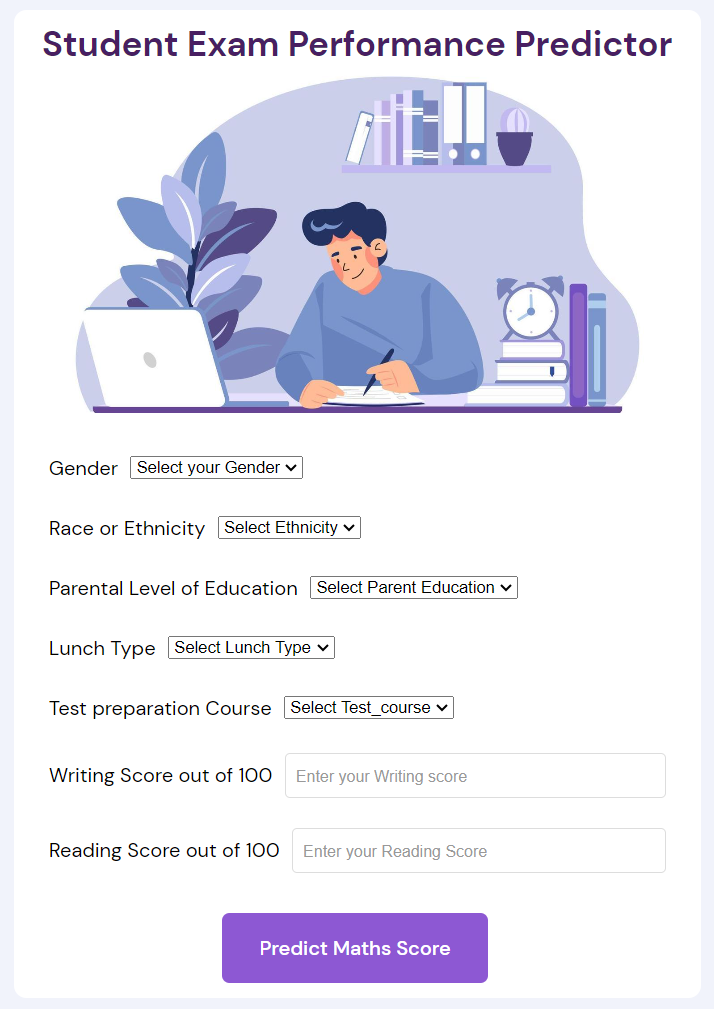 Student Exam Performance Predictor
Gender Select your Gender
Race or Ethnicity Select Ethnicity
Parental Level of Education Select Parent Education
Lunch Type Select Lunch Type
Test preparation Course Select Test_course
Writing Score out of 100 Enter your Writing score
Reading Score out of 100 Enter your Reading Score
Predict Maths Score